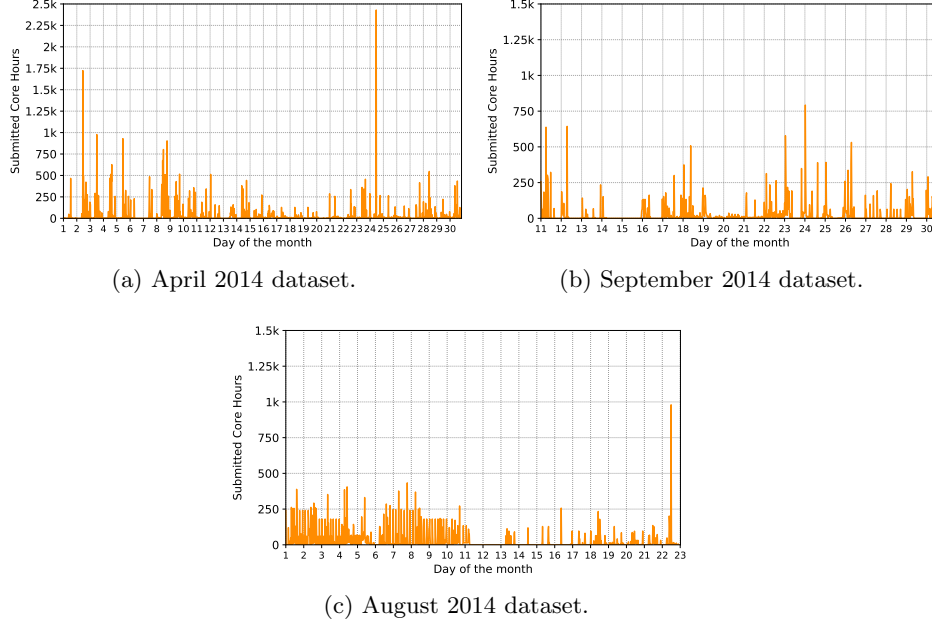 2.5k
2k
1.75k
1.5k
1.25k
1k
750
500
250
0
Submitted Core Hours
1 2 3 4 5 6 7 8 9 10 11 12 13 14 15 16 17 18 19 20 21 22 23 24 25 26 27 28 29 30
Day of the month
(a) April 2014 dataset.
1.5k
1.25k
1k
750
500
250
0
Submitted Core Hours
11 12 13 14 15 16 17 18 19 20 21 22 23 24 25 26 27 28 29 30
Day of the month
(b) September 2014 dataset.
1.5k
1.25k
1k
750
500
250
0
Submitted Core Hours
1 2 3 4 5 6 7 8 9 10 11 12 13 14 15 16 17 18 19 20 21 22 23
Day of the month
(c) August 2014 dataset.